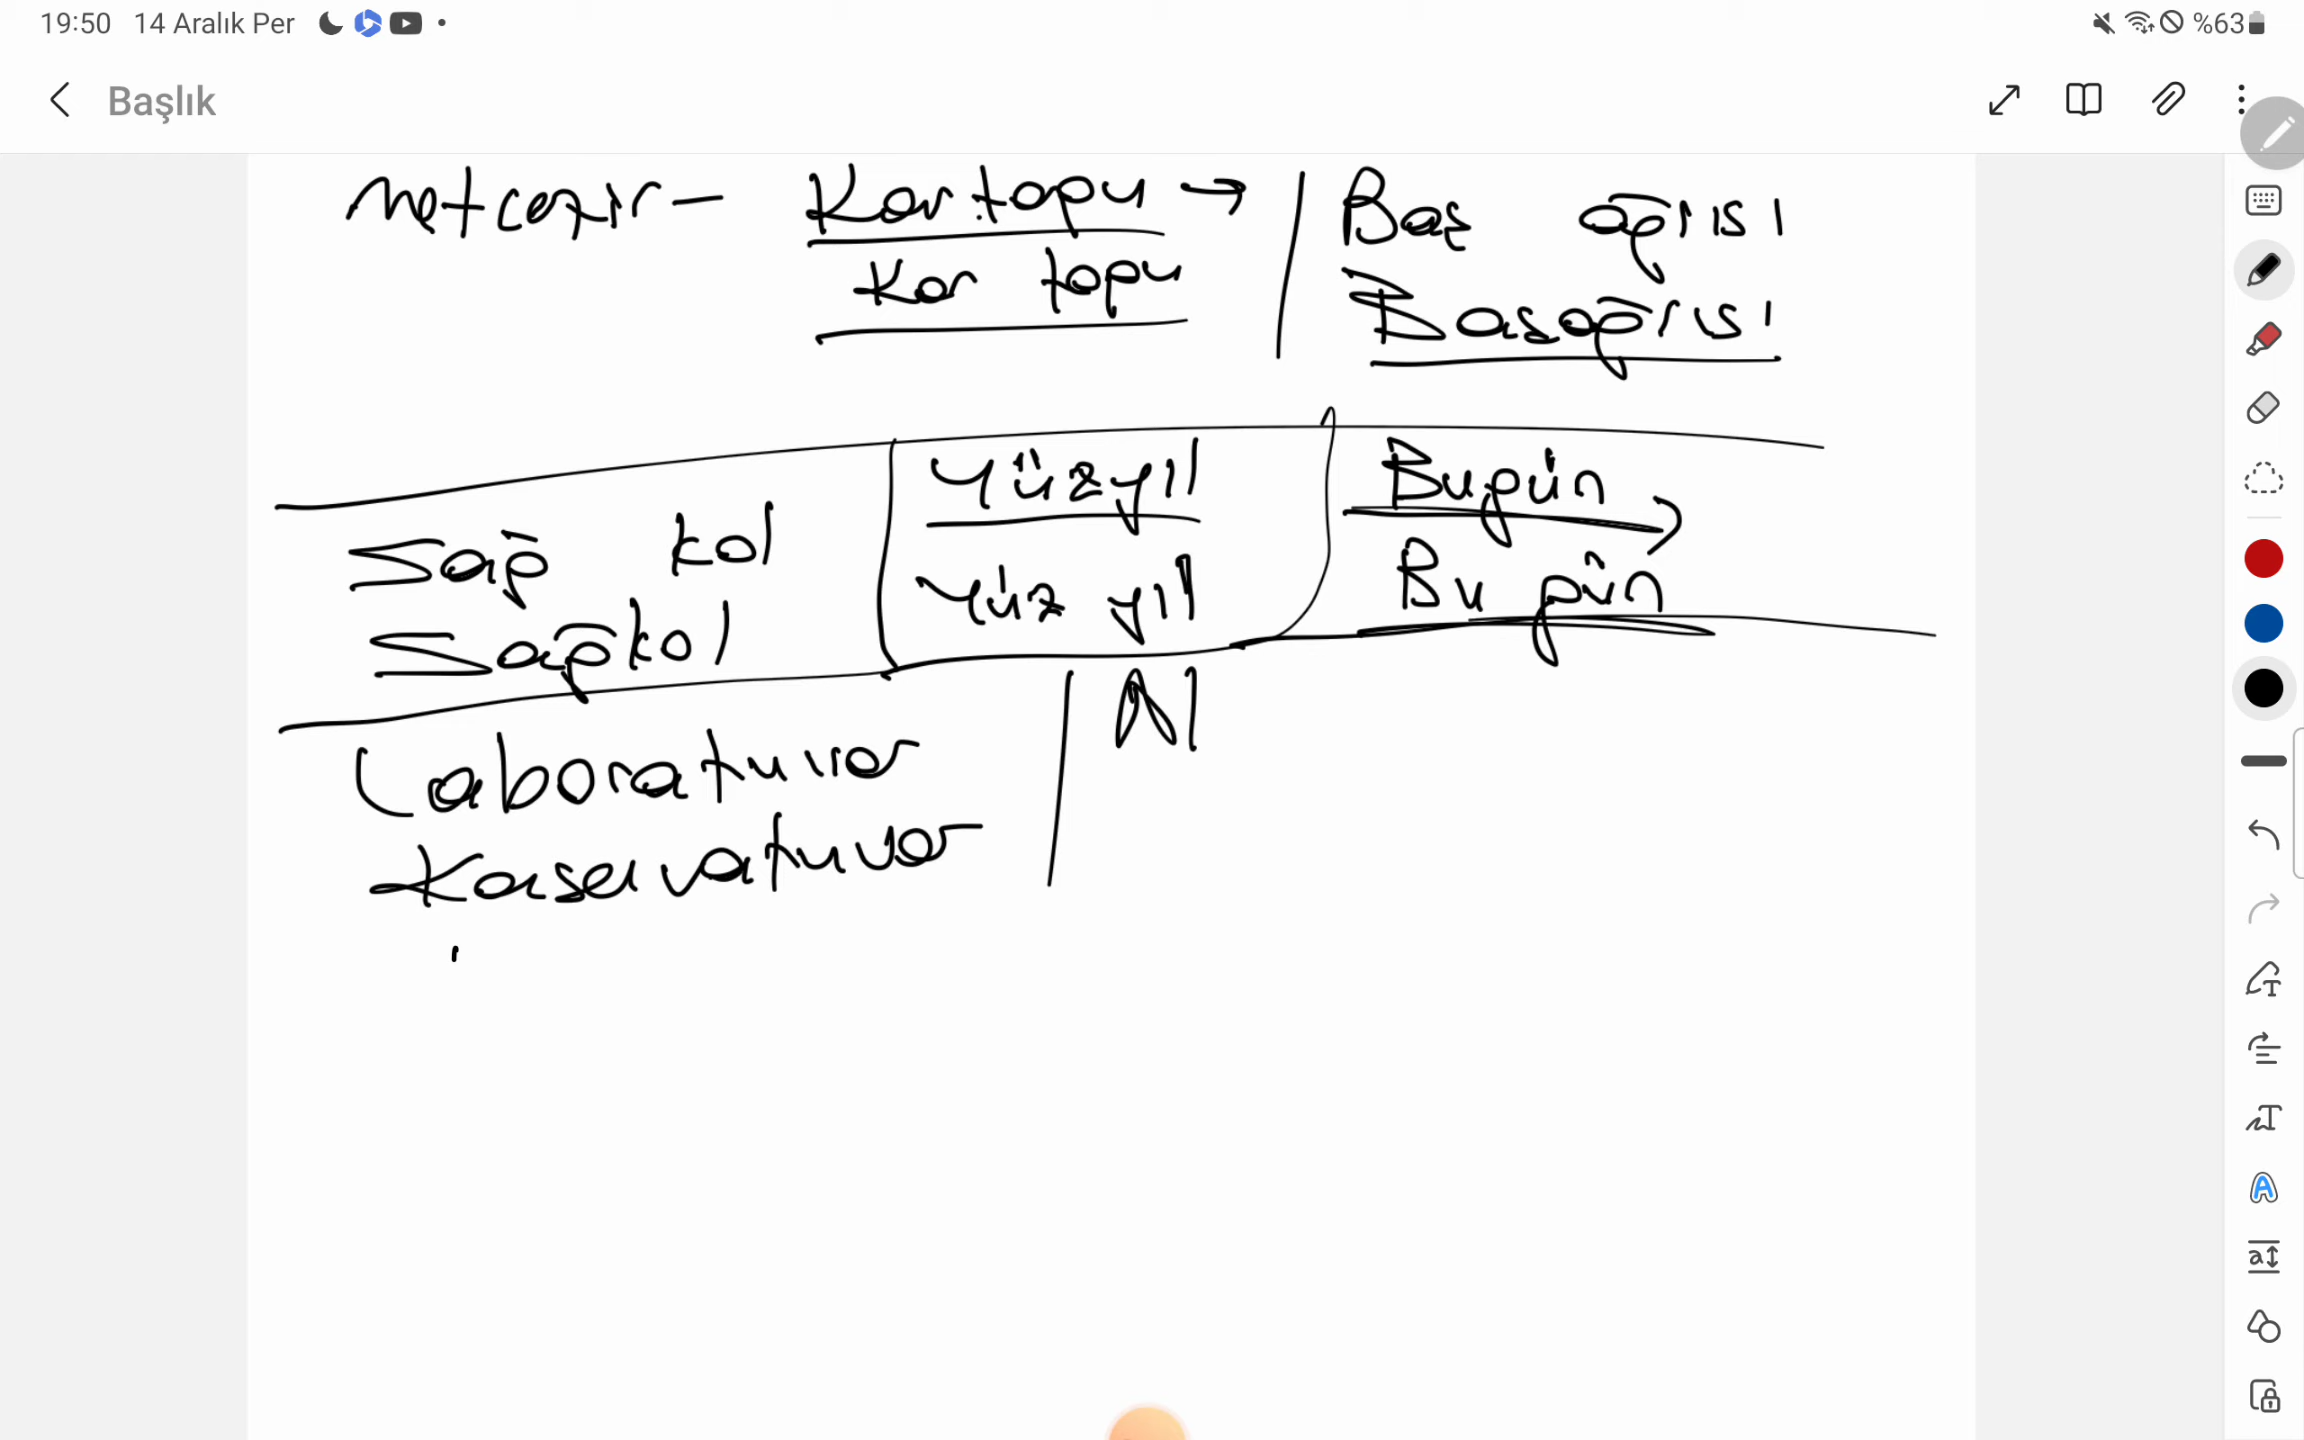 19:50 14 Aralık Per
%63
Başlık
metcezir — Kartopu → Baş ağrısı
Kar topu Başağrısı
Yüzyıl Bugün
Sağ kol
Yüz yıl Bu gün
Sağkol
Al
Laboratuvar
Konservatuvar